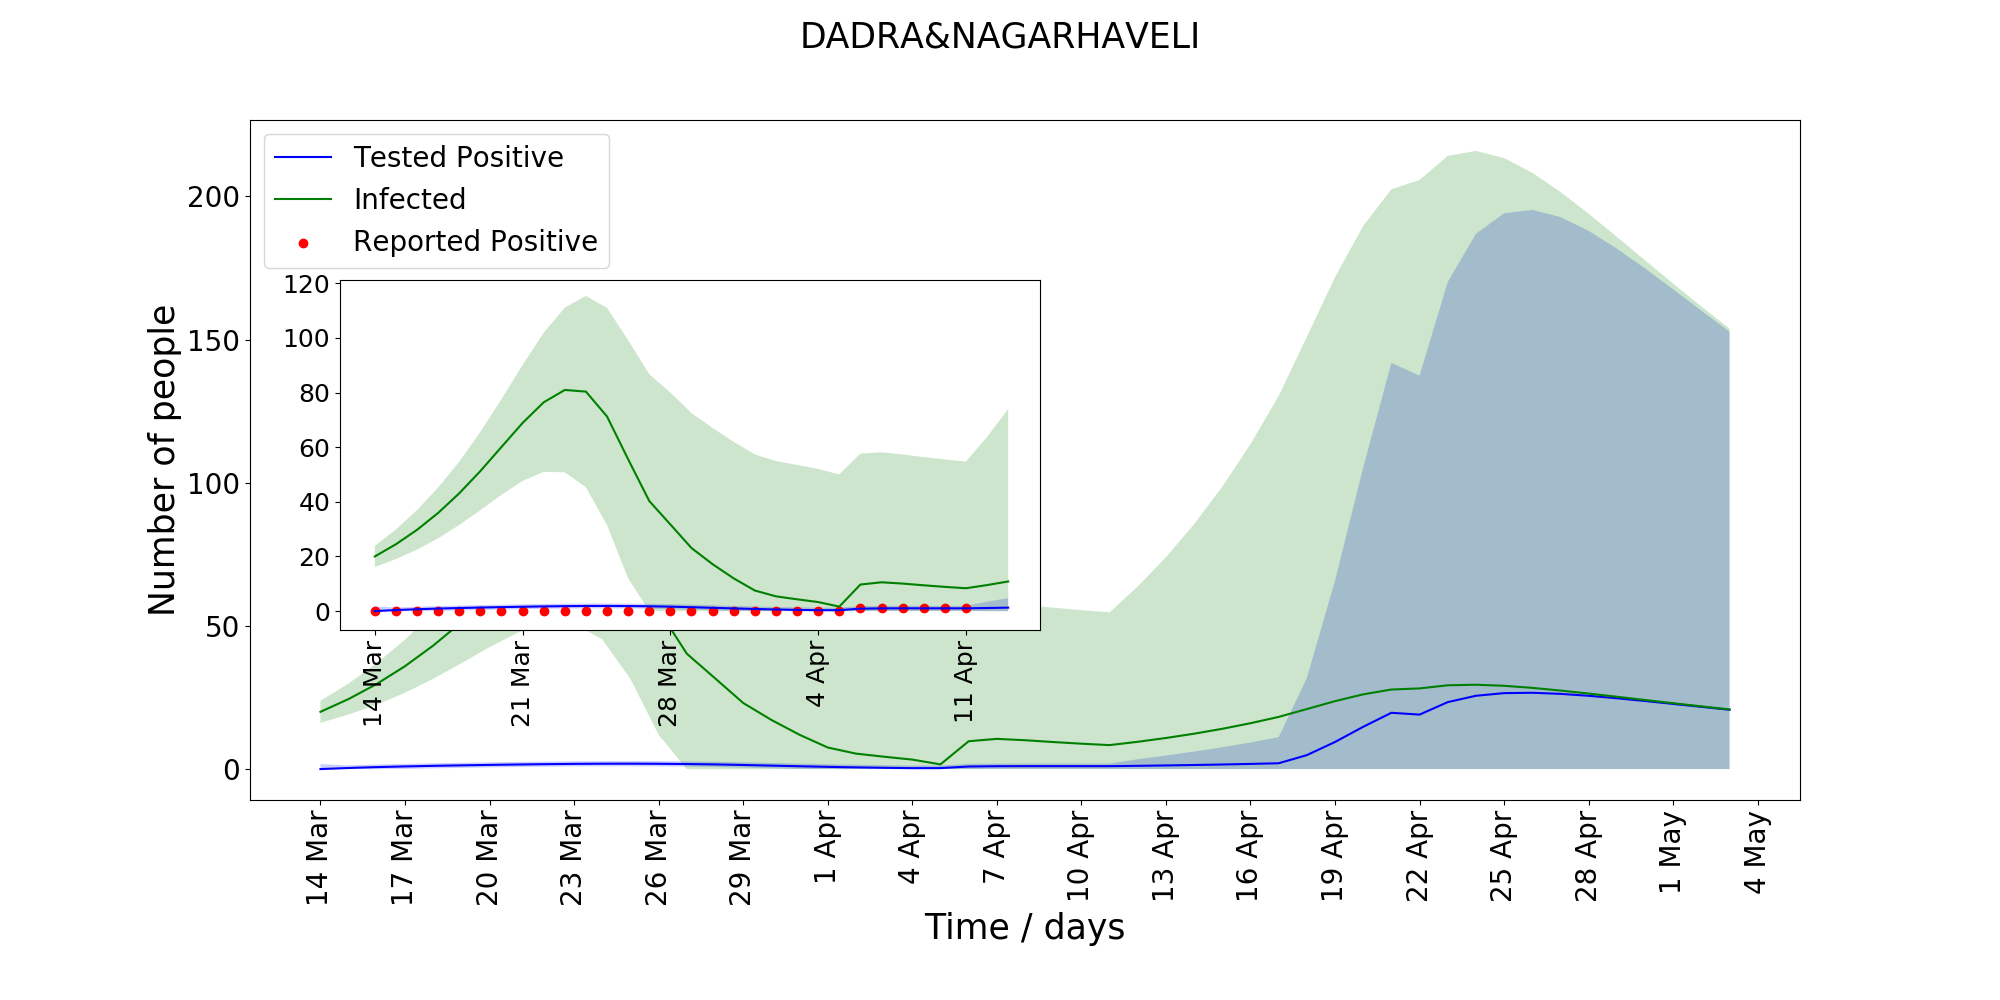 DADRA&NAGARHAVELI
Tested Positive
Infected
Reported Positive
Number of people
200
150
100
50
0
120
100
80
60
40
20
0
14 Mar
21 Mar
28 Mar
4 Apr
11 Apr
14 Mar
17 Mar
20 Mar
23 Mar
26 Mar
29 Mar
1 Apr
4 Apr
7 Apr
10 Apr
13 Apr
16 Apr
19 Apr
22 Apr
25 Apr
28 Apr
1 May
4 May
Time / days